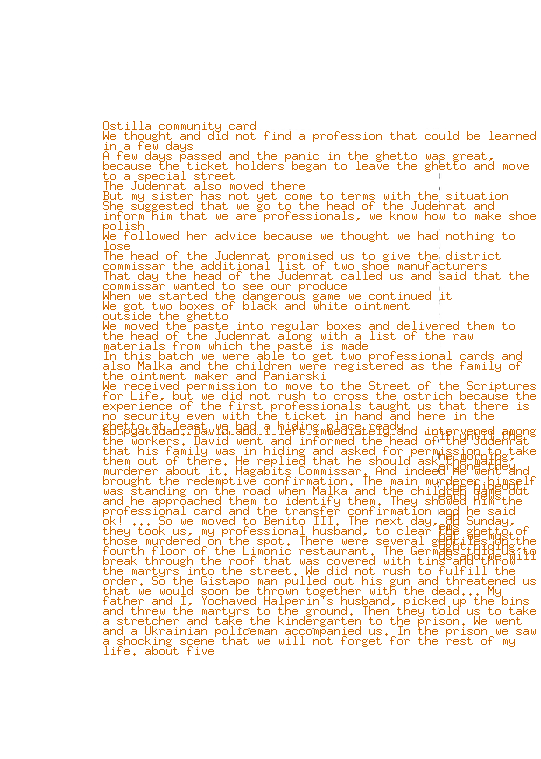 Ostilla community card
We thought and did not find a profession that could be learned
in a few days
A few days passed and the panic in the ghetto was great,
because the ticket holders began to leave the ghetto and move
to a special street
The Judenrat also moved there
But my sister has not yet come to terms with the situation
She suggested that we go to the head of the Judenrat and
inform him that we are professionals, we know how to make shoe
polish
We followed her advice because we thought we had nothing to
lose
The head of the Judenrat promised us to give the district
commissar the additional list of two shoe manufacturers
That day the head of the Judenrat called us and said that the
commissar wanted to see our produce
When we started the dangerous game we continued it
We got two boxes of black and white ointment
outside the ghetto
We moved the paste into regular boxes and delivered them to
the head of the Judenrat along with a list of the raw
materials from which the paste is made
In this batch we were able to get two professional cards and
also Malka and the children were registered as the family of
the ointment maker and Paniarski
We received permission to move to the Street of the Scriptures
for Life, but we did not rush to cross the ostrich because the
experience of the first professionals taught us that there is
no security even with the ticket in hand and here in the
ghetto at least we had a hiding place ready
So pyatidan. David and i left immediately and intervened among
the workers. David went and informed the head of the Judenrat
that his family was in hiding and asked for permission to take
them out of there. He replied that he should ask the mains,
murderer about it. Hagabits Commissar. And indeed He went and
brought the redemptive confirmation. The main murderer himself
was standing on the road when Malka and the children came out
and he approached them to identify them. They showed him the
professional card and the transfer confirmation and he said
ok! ... So we moved to Benito III. The next day, on Sunday,
they took us, my professional husband, to clear the ghetto of
those murdered on the spot. There were several on the
fourth floor of the Limonic restaurant. The Germans told us to
break through the roof that was covered with tins and throw
the martyrs into the street. We did not rush to fulfill the
order. So the Gistapo man pulled out his gun and threatened us
that we would soon be thrown together with the dead... My
father and I, Yochaved Halperin's husband, picked up the bins
and threw the martyrs to the ground. Then they told us to take
a stretcher and take the kindergarten to the prison. We went
and a Ukrainian policeman accompanied us. In the prison we saw
a shocking scene that we will not forget for the rest of my
life. about five